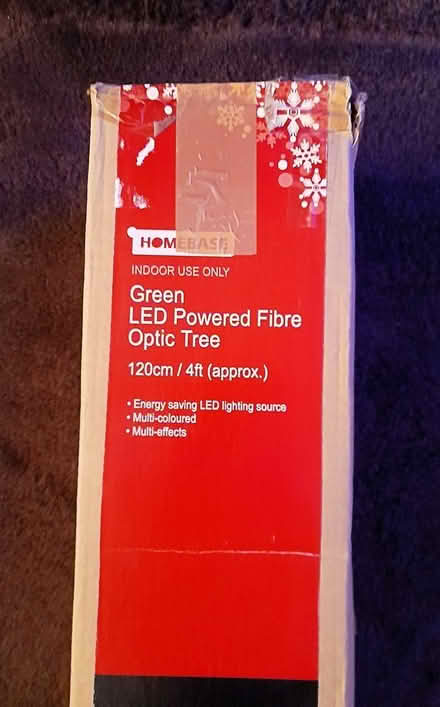 HOMEBASE
INDOOR USE ONLY
Green
LED Powered Fibre
Optic Tree
120cm / 4ft (approx.)
• Energy saving LED lighting source
• Multi-coloured
• Multi-effects